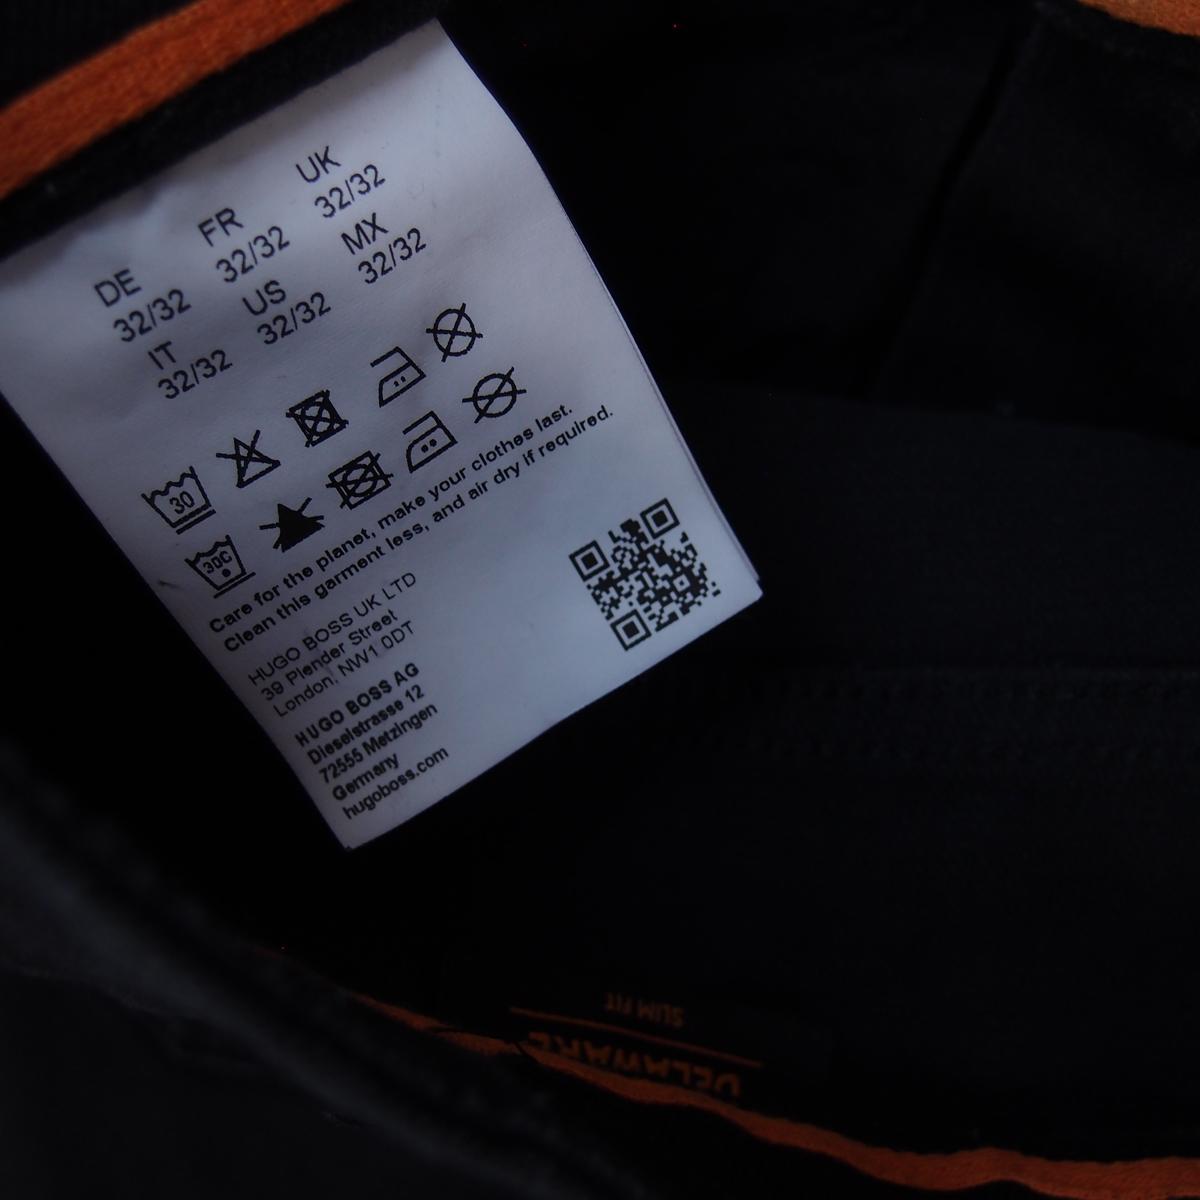 DE FR UK
32/32 32/32 32/32
IT US MX
32/32 32/32 32/32
30
30C
Care for the planet, make your clothes last.
Clean this garment less, and air dry if required.
HUGO BOSS UK LTD
39 Plender Street
London, NW1 0DT
HUGO BOSS AG
Dieselstrasse 12
72555 Metzingen
Germany
hugoboss.com
DELAWARE
SLIM FIT